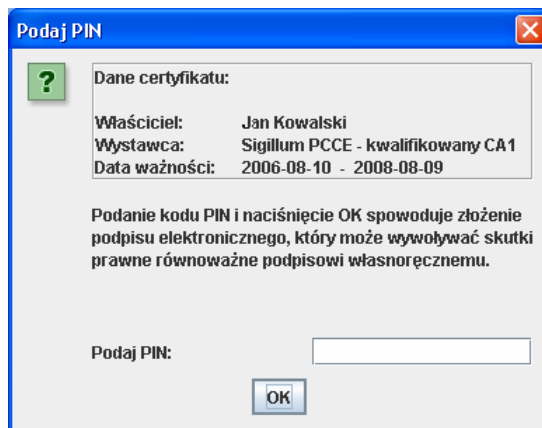 Podaj PIN
?
Dane certyfikatu:
Właściciel: Jan Kowalski
Wystawca: Sigillum PCCE - kwalifikowany CA1
Data ważności: 2006-08-10 - 2008-08-09
Podanie kodu PIN i naciśnięcie OK spowoduje złożenie
podpisu elektronicznego, który może wywoływać skutki
prawne równoważne podpisowi własnoręcznemu.
Podaj PIN:
OK